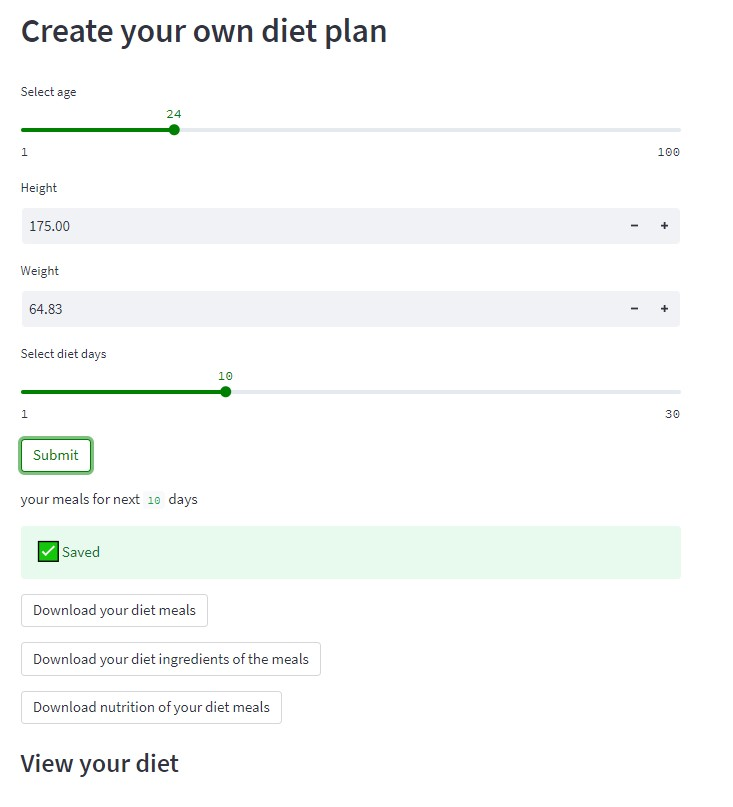 Create your own diet plan
Select age
24
1 100
Height
175.00 - +
Weight
64.83 - +
Select diet days
10
1 30
Submit
your meals for next 10 days
✅ Saved
Download your diet meals
Download your diet ingredients of the meals
Download nutrition of your diet meals
View your diet